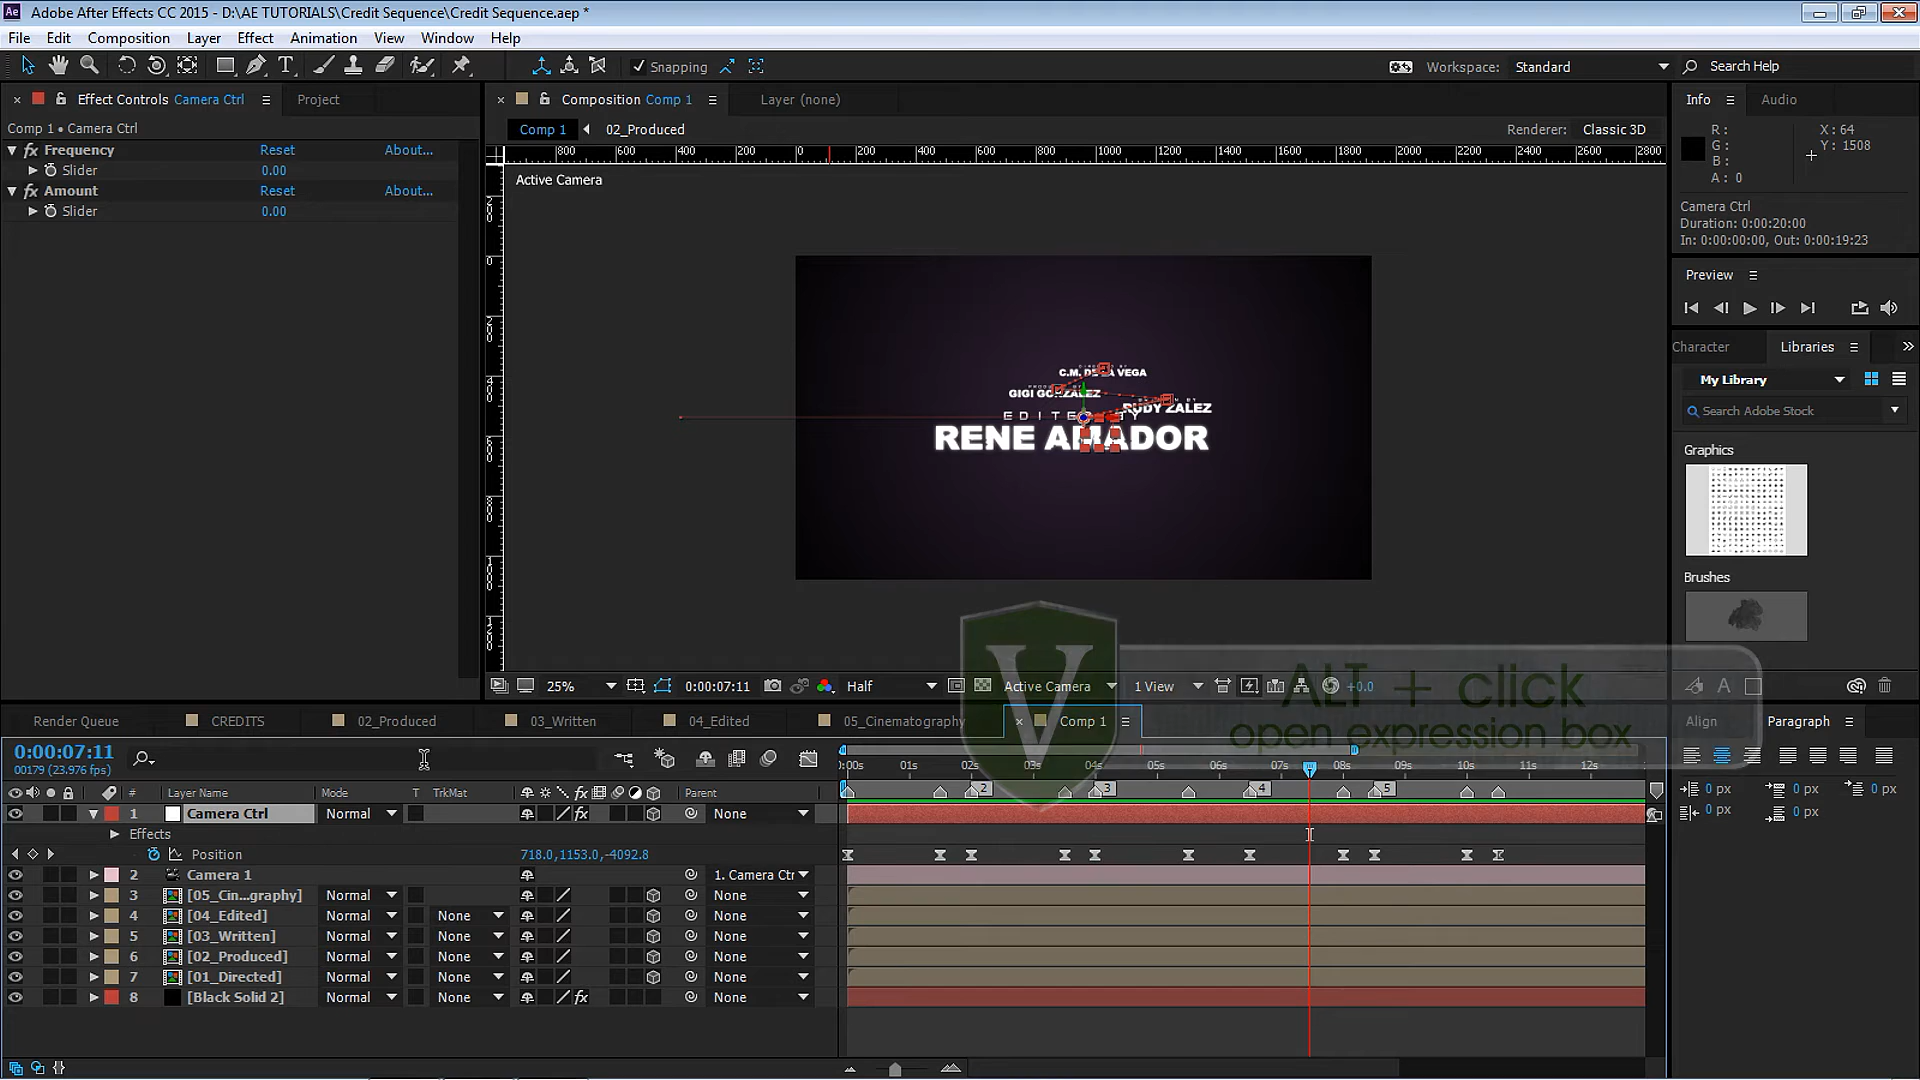 Adobe After Effects CC 2015 - D:\AE TUTORIALS\Credit Sequence\Credit Sequence.aep *
File Edit Composition Layer Effect Animation View Window Help
Snapping
Workspace: Standard
Search Help
Effect Controls Camera Ctrl
Project
Comp 1 • Camera Ctrl
Frequency Reset About...
Slider 0.00
Amount Reset About...
Slider 0.00
Composition Comp 1
Layer (none)
Comp 1 02_Produced
Renderer: Classic 3D
800 600 400 200 0 200 400 600 800 1000 1200 1400 1600 1800 2000 2200 2400 2600 2800
Active Camera
C.M. DE LA VEGA
GIGI GONZALEZ
RUDY ZALEZ
EDITED BY
RENE AMADOR
25% 0:00:07:11 Half Active Camera 1 View +0.0
V
ALT + click
open expression box
Info Audio
R: X: 64
G: Y: 1508
B:
A: 0
Camera Ctrl
Duration: 0:00:20:00
In: 0:00:00:00, Out: 0:00:19:23
Preview
Character Libraries
My Library
Search Adobe Stock
Graphics
Brushes
Align Paragraph
0 px 0 px 0 px
0 px 0 px
Render Queue CREDITS 02_Produced 03_Written 04_Edited 05_Cinematography Comp 1
0:00:07:11
00179 (23.976 fps)
:00s 01s 02s 03s 04s 05s 06s 07s 08s 09s 10s 11s 12s
2 3 4 5
# Layer Name Mode T TrkMat Parent
1 Camera Ctrl Normal None
Effects
Position 718.0,1153.0,-4092.8
2 Camera 1 1. Camera Ctr
3 [05_Cin...graphy] Normal None
4 [04_Edited] Normal None None
5 [03_Written] Normal None None
6 [02_Produced] Normal None None
7 [01_Directed] Normal None None
8 [Black Solid 2] Normal None None